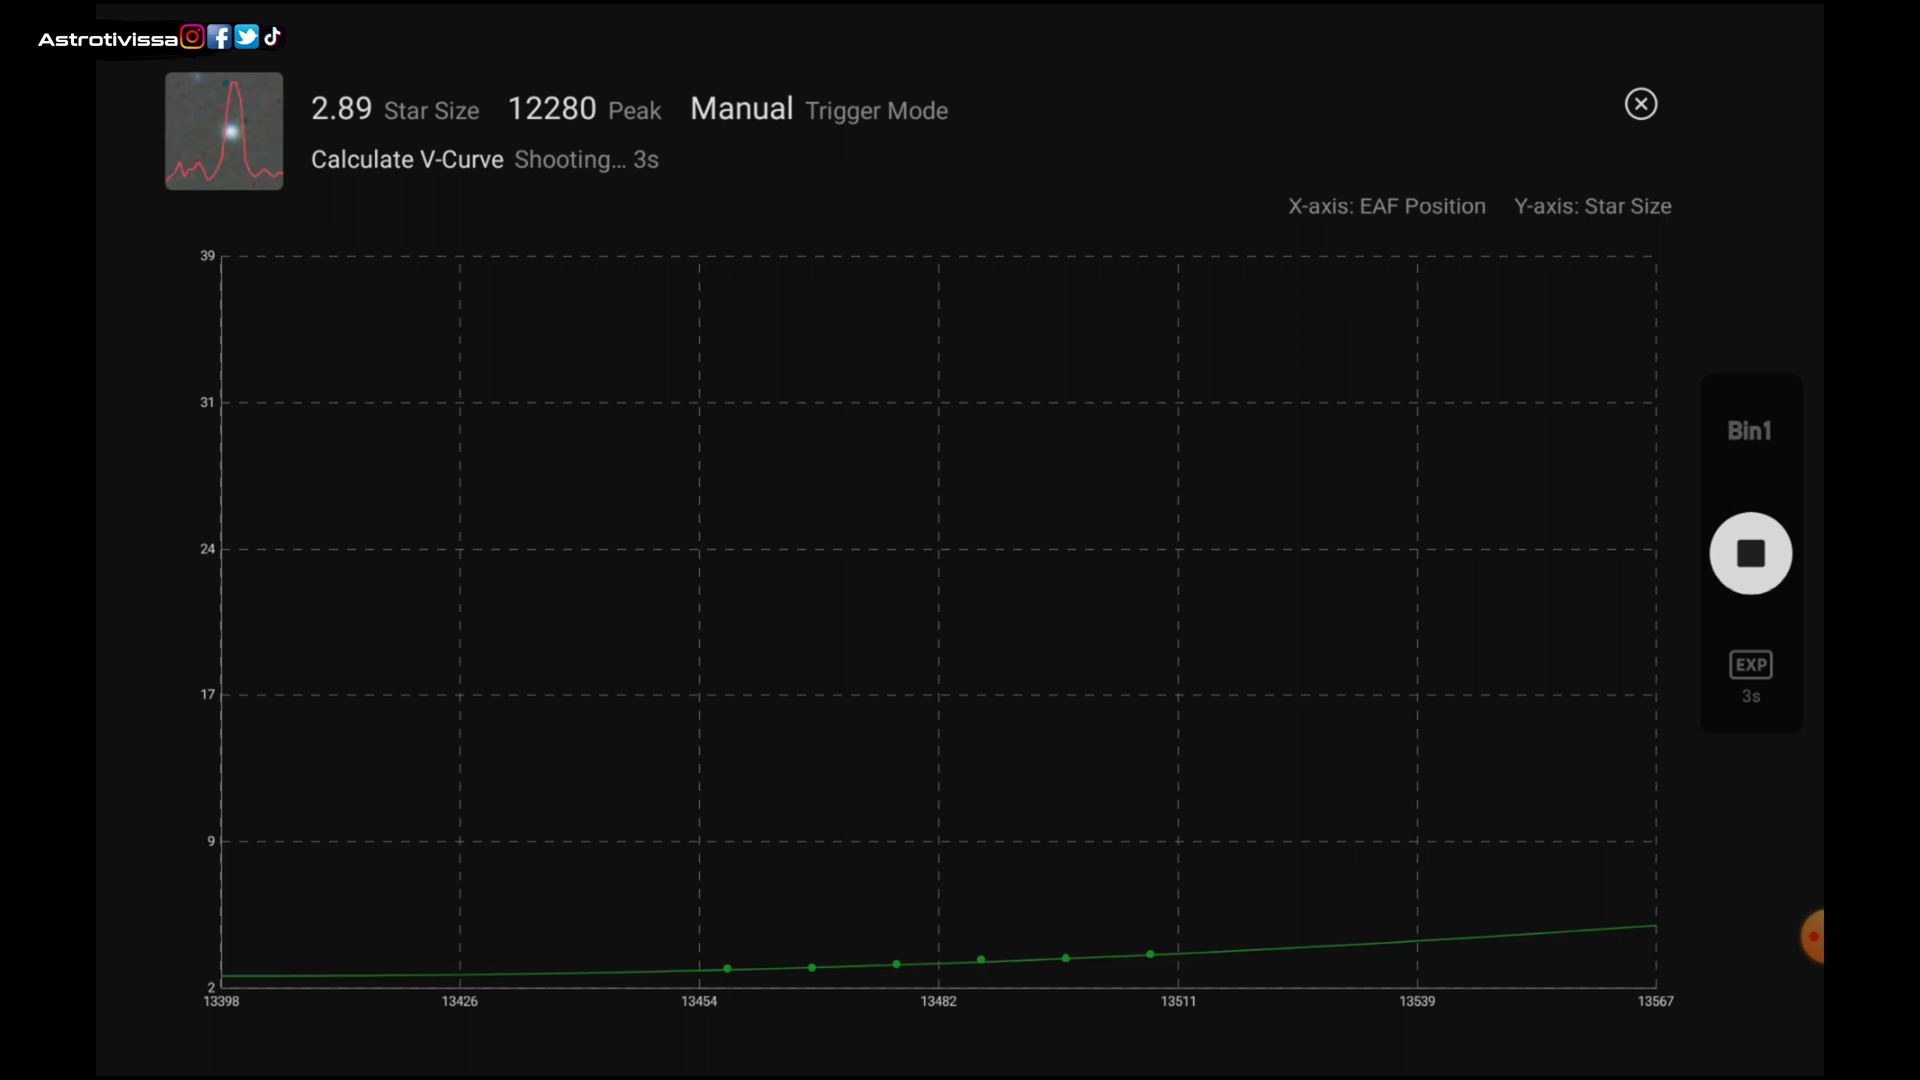 Astrotivissa
2.89 Star Size 12280 Peak Manual Trigger Mode
Calculate V-Curve Shooting... 3s
X-axis: EAF Position Y-axis: Star Size
39
31
24
17
9
2
13398 13426 13454 13482 13511 13539 13567
Bin1
EXP
3s